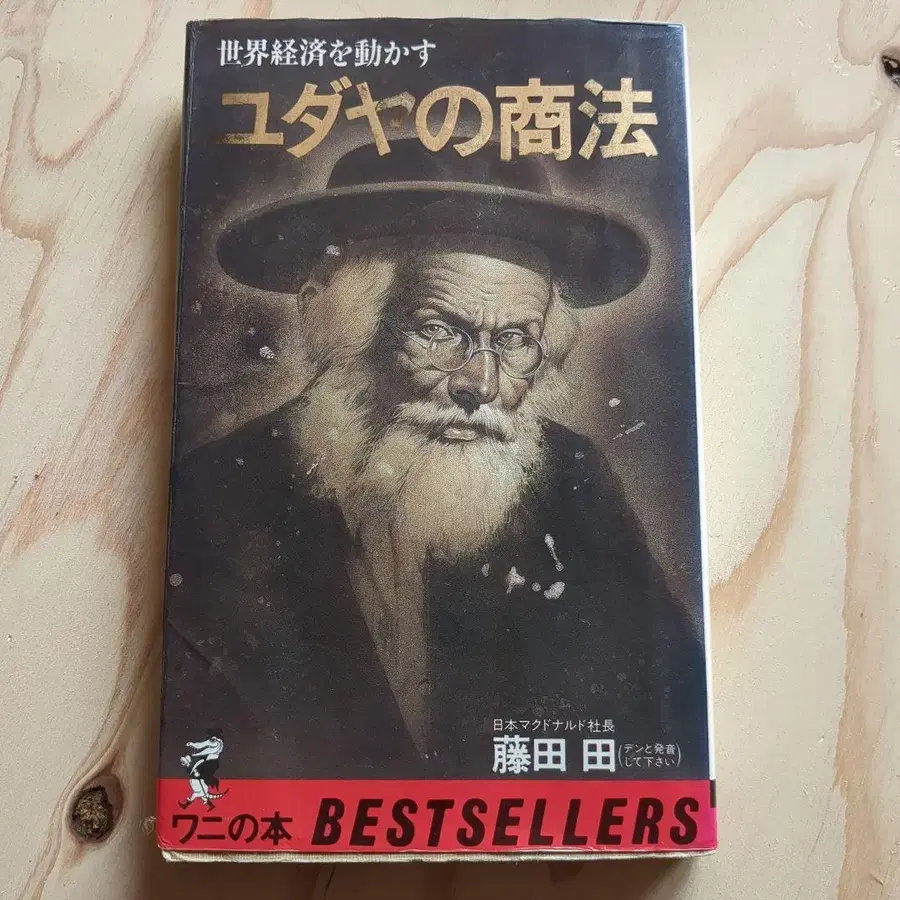 世界経済を動かす
ユダヤの商法
日本マクドナルド社長
藤田 田(デンと発音して下さい)
ワニの本 BESTSELLERS